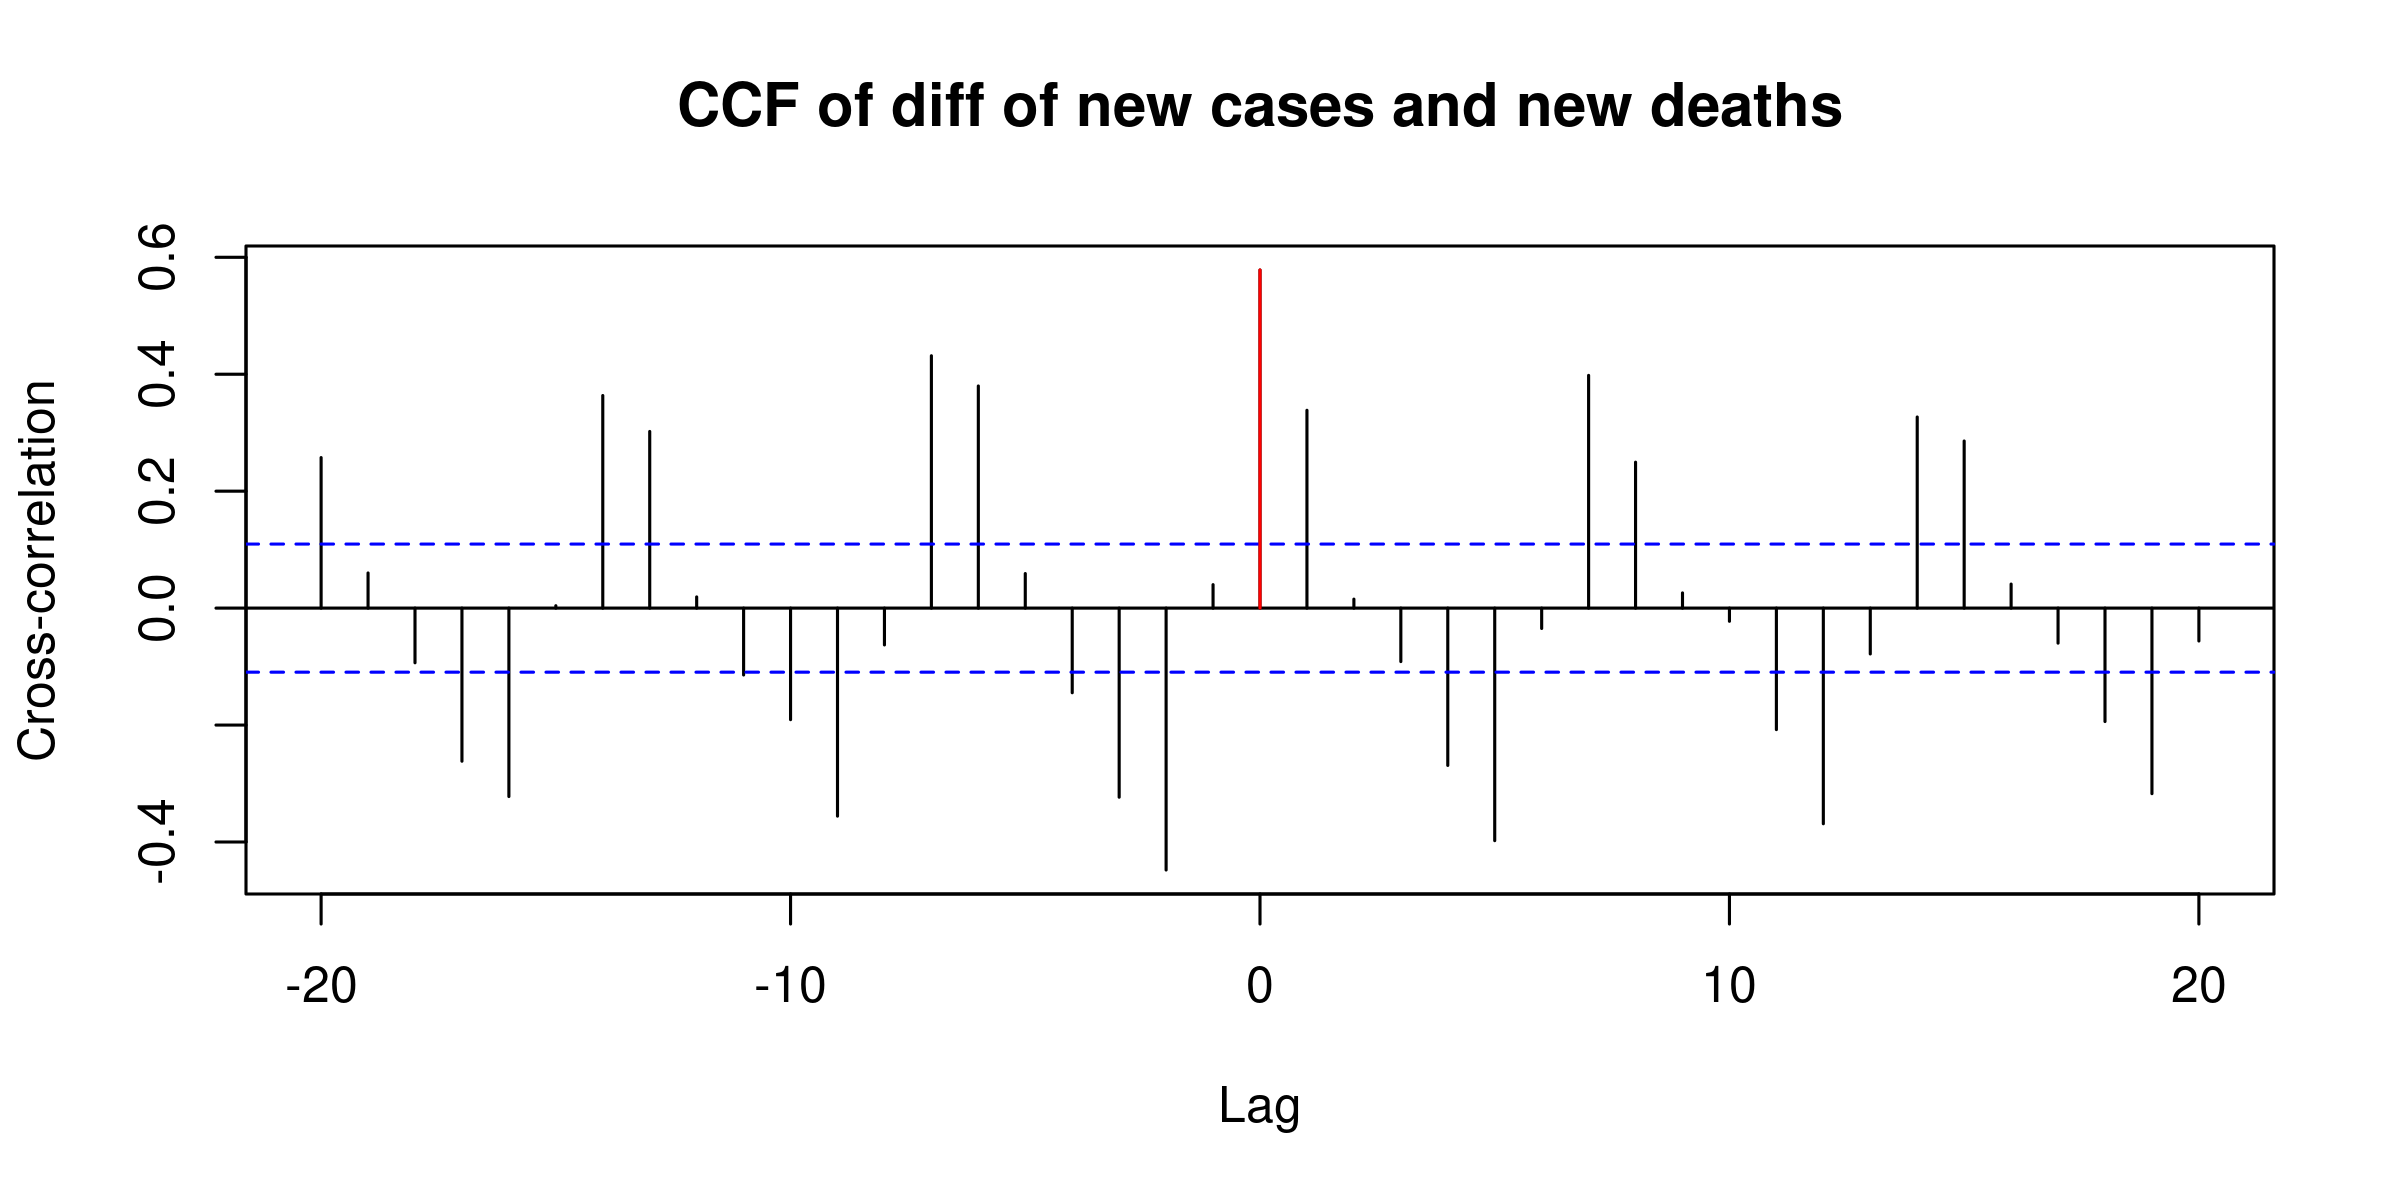 CCF of diff of new cases and new deaths
Cross-correlation
0.6
0.4
0.2
0.0
-0.4
-20 -10 0 10 20
Lag